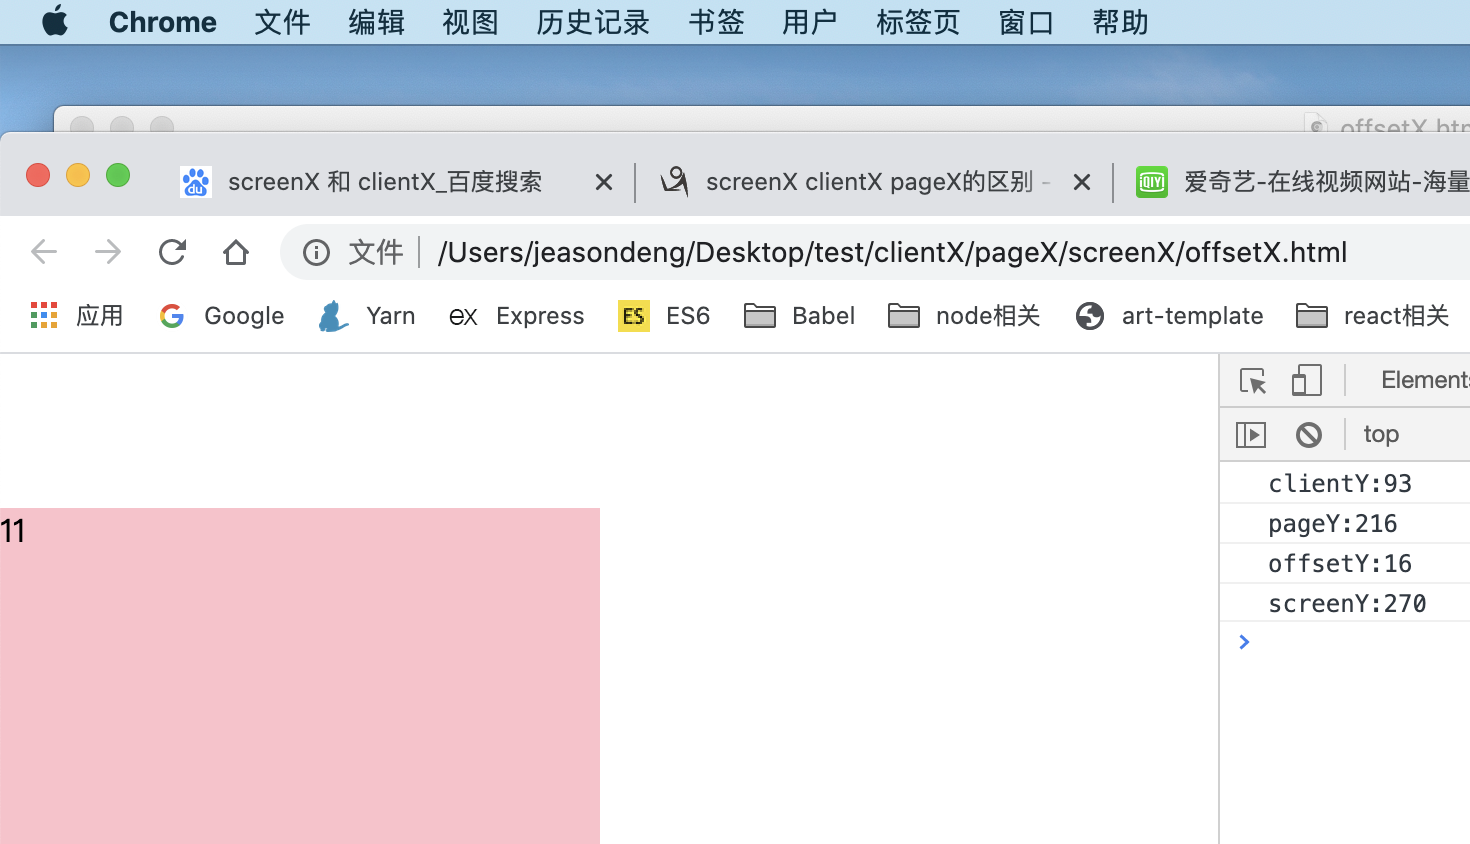 Chrome 文件 编辑 视图 历史记录 书签 用户 标签页 窗口 帮助
offsetX.htm
screenX 和 clientX_百度搜索 screenX clientX pageX的区别 - 爱奇艺-在线视频网站-海量
文件 /Users/jeasondeng/Desktop/test/clientX/pageX/screenX/offsetX.html
应用 Google Yarn ex Express ES ES6 Babel node相关 art-template react相关
Elements
top
clientY:93
pageY:216
offsetY:16
screenY:270
11